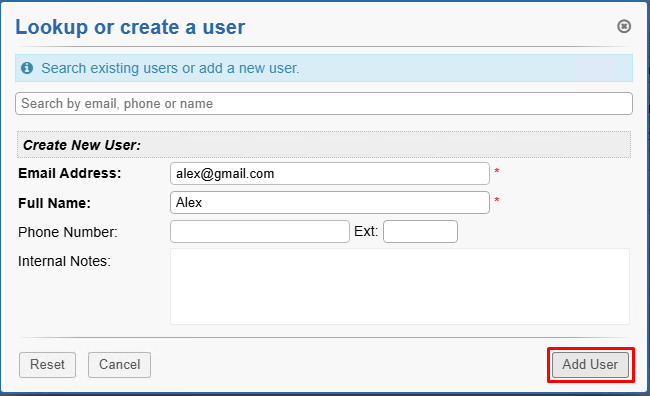 Lookup or create a user
Search existing users or add a new user.
Search by email, phone or name
Create New User:
Email Address: alex@gmail.com *
Full Name: Alex *
Phone Number: Ext:
Internal Notes:
Reset Cancel Add User